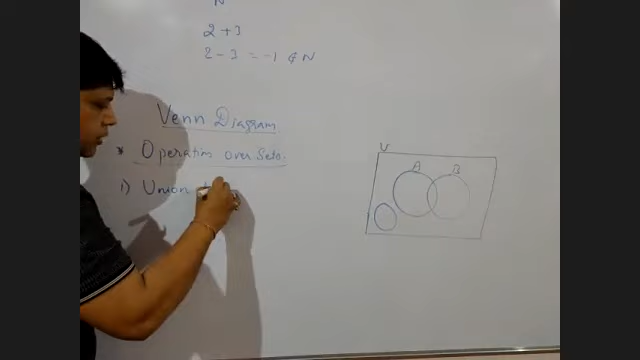 N
2 + 3
2 - 3 = -1 ∉ N
Venn Diagram
* Operation over Sets.
1) Union
U
A
B